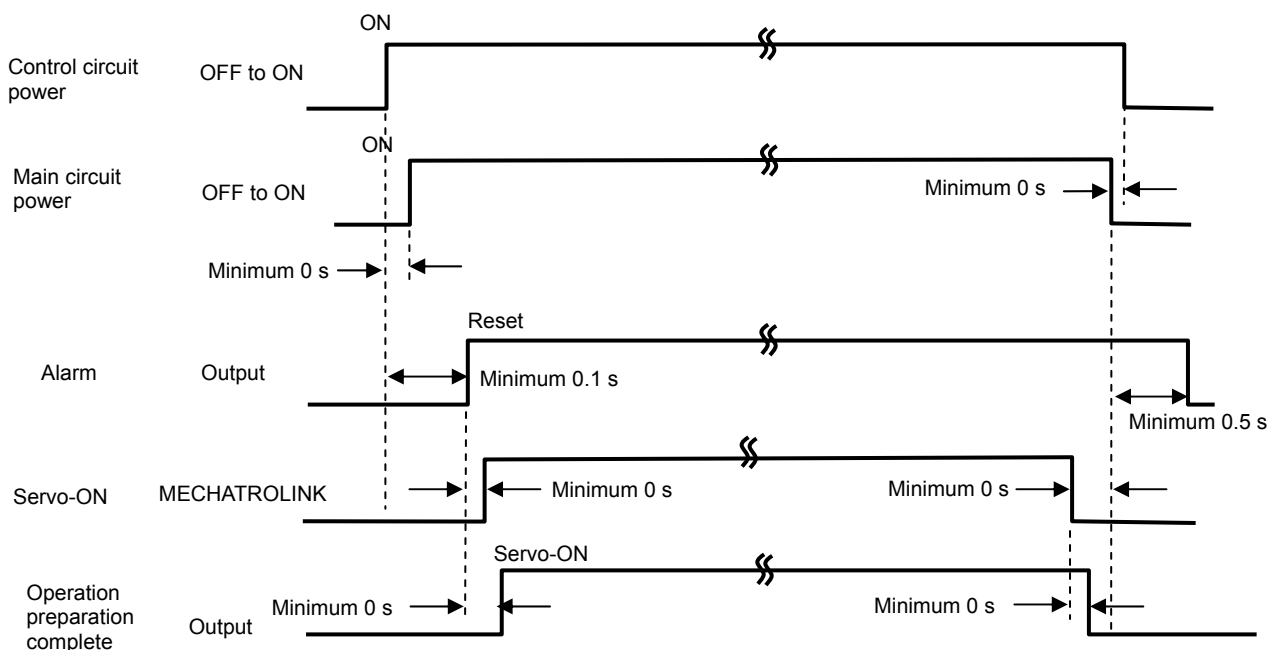 ON
Control circuit
power
OFF to ON
ON
Main circuit
power
OFF to ON
Minimum 0 s
Minimum 0 s
Reset
Alarm
Output
Minimum 0.1 s
Minimum 0.5 s
Servo-ON
MECHATROLINK
Minimum 0 s
Minimum 0 s
Servo-ON
Operation
preparation
complete
Output
Minimum 0 s
Minimum 0 s